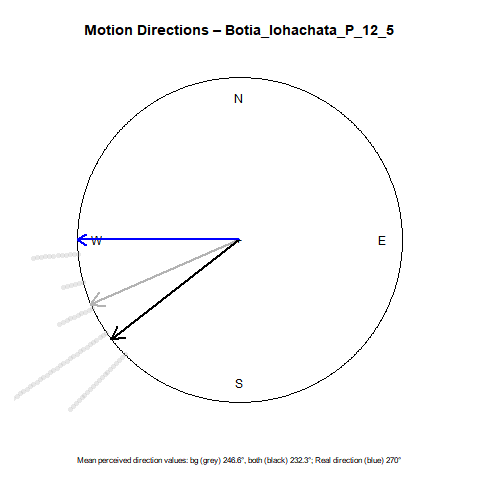 Motion Directions – Botia_lohachata_P_12_5
N
W
E
S
Mean perceived direction values: bg (grey) 246.6°, both (black) 232.3°; Real direction (blue) 270°